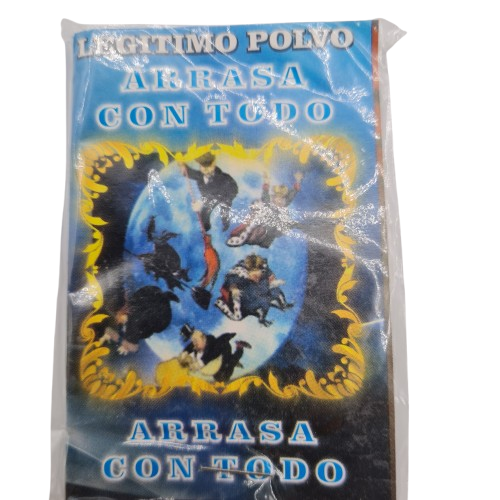 LEGITIMO POLVO
ARRASA
CON TODO
ARRASA
CON TODO